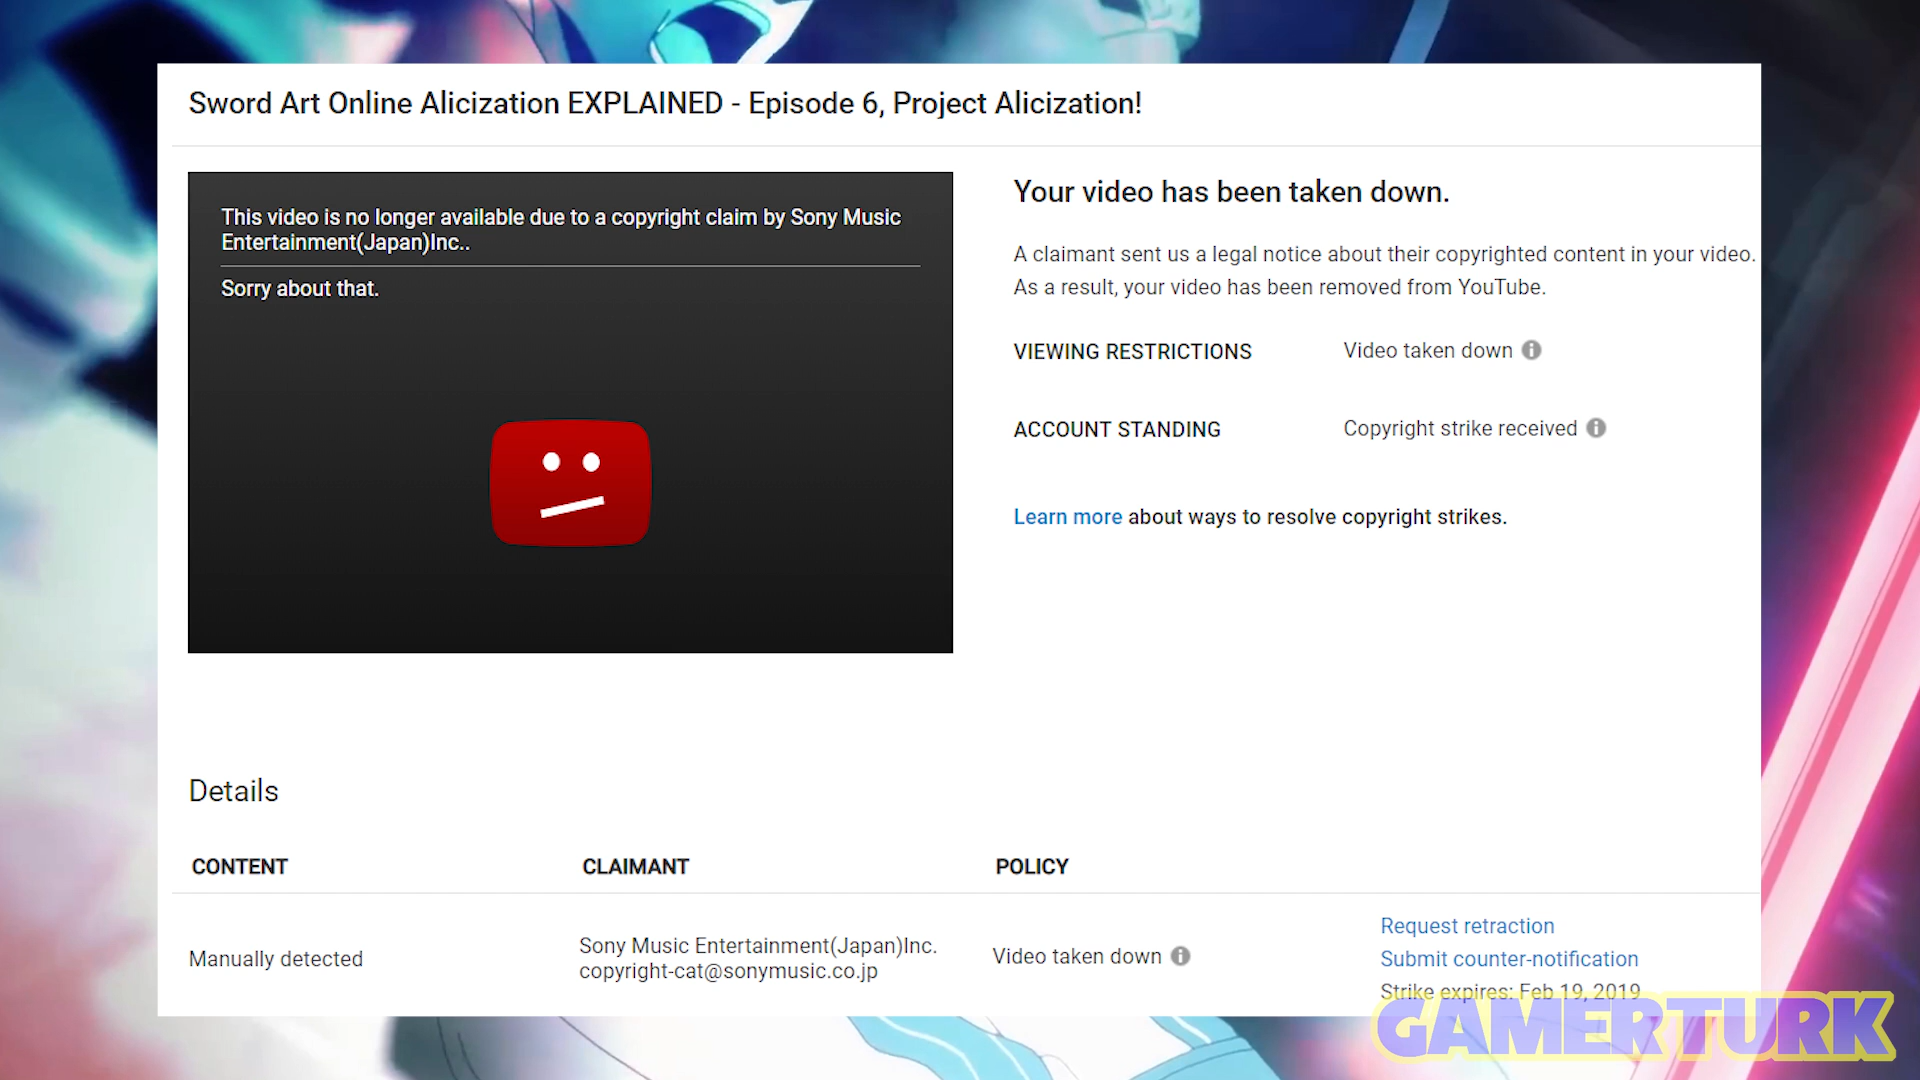 Sword Art Online Alicization EXPLAINED - Episode 6, Project Alicization!
This video is no longer available due to a copyright claim by Sony Music
Entertainment(Japan)Inc..
Sorry about that.
Your video has been taken down.
A claimant sent us a legal notice about their copyrighted content in your video.
As a result, your video has been removed from YouTube.
VIEWING RESTRICTIONS Video taken down
ACCOUNT STANDING Copyright strike received
Learn more about ways to resolve copyright strikes.
Details
CONTENT CLAIMANT POLICY
Manually detected
Sony Music Entertainment(Japan)Inc.
copyright-cat@sonymusic.co.jp
Video taken down
Request retraction
Submit counter-notification
Strike expires: Feb 19, 2019
GAMERTURK